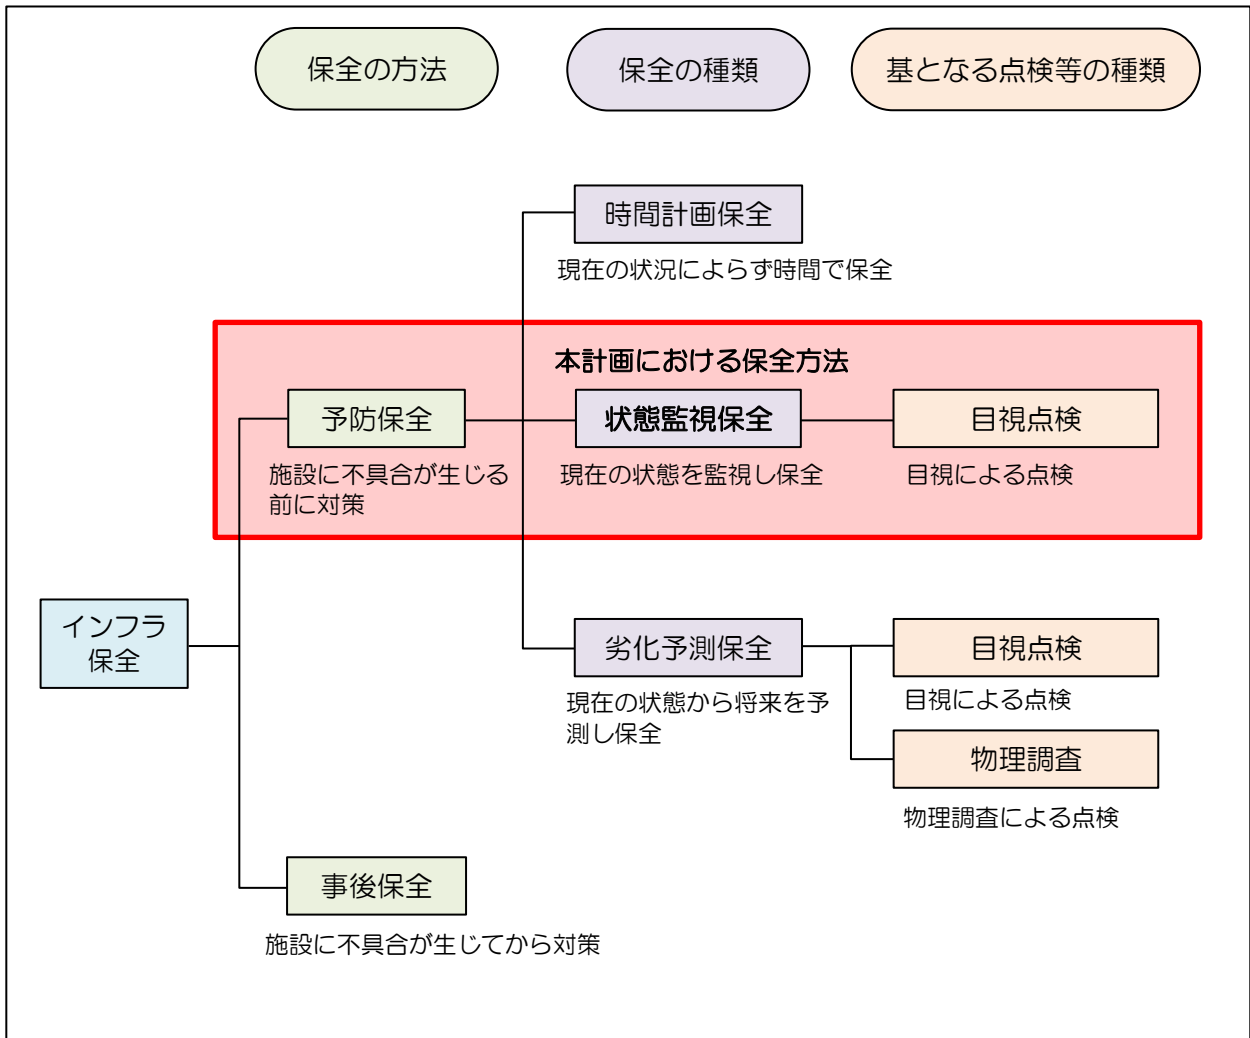 保全の方法
保全の種類
基となる点検等の種類
時間計画保全
現在の状況によらず時間で保全
本計画における保全方法
予防保全
施設に不具合が生じる
前に対策
状態監視保全
現在の状態を監視し保全
目視点検
目視による点検
インフラ
保全
劣化予測保全
現在の状態から将来を予
測し保全
目視点検
目視による点検
物理調査
物理調査による点検
事後保全
施設に不具合が生じてから対策